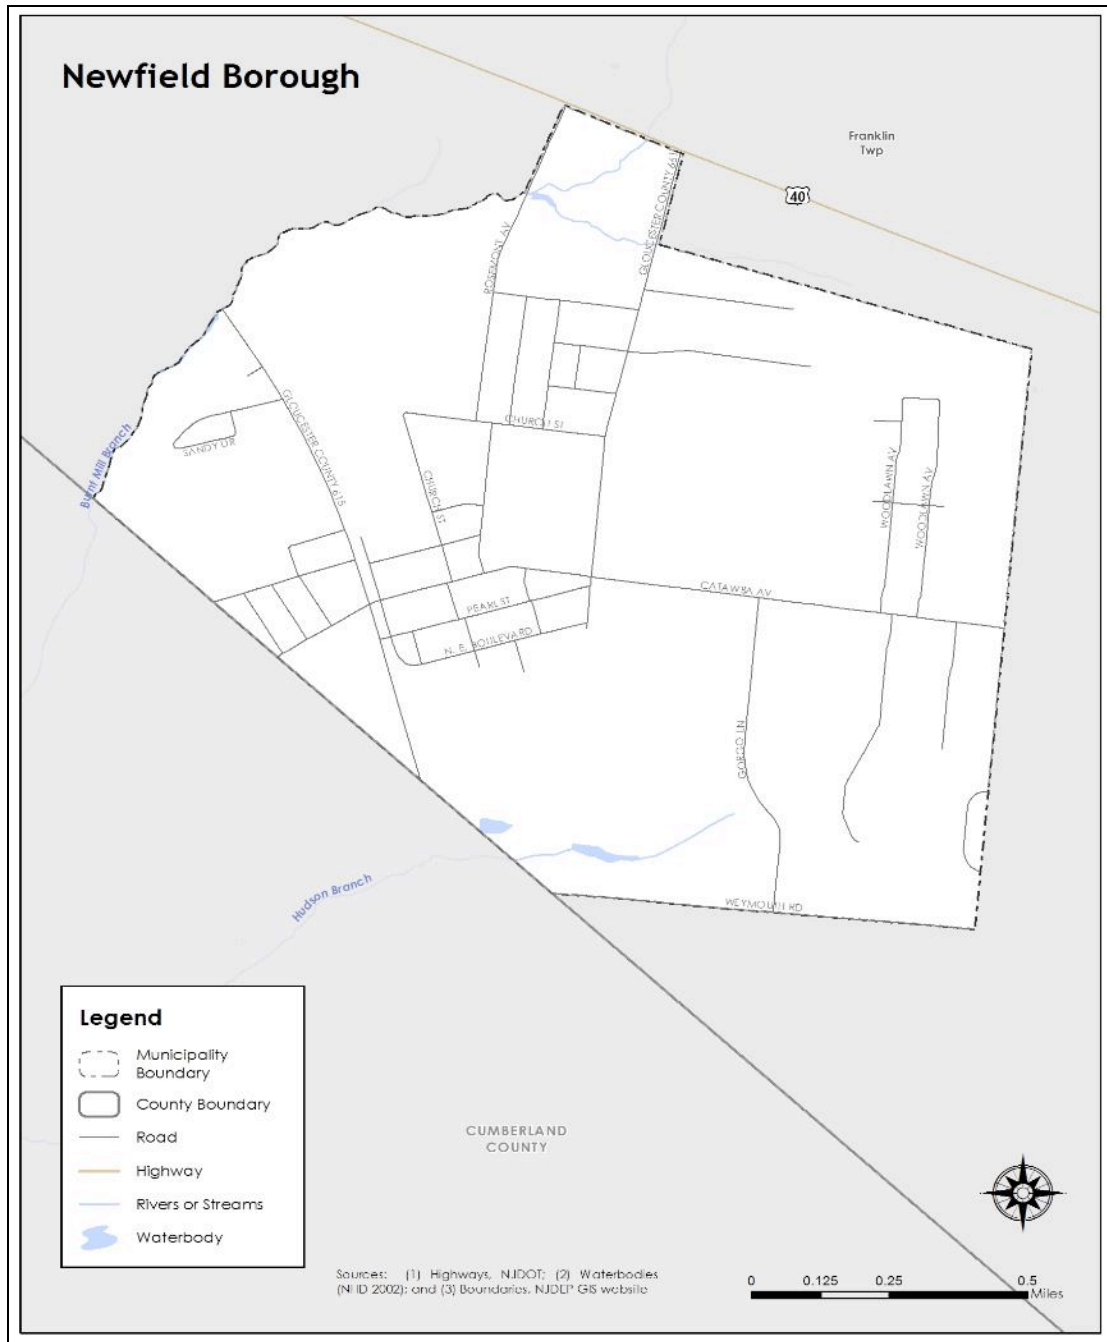 Newfield Borough
Franklin
Twp
40
GLOUCESTER COUNTY 641
ROSEMONT AV
CHURCH ST
GLOUCESTER COUNTY 615
SANDY DR
Burnt Mill Branch
CHURCH ST
WOODLAWN AV
WOODLAWN AV
CATAWBA AV
PEARL ST
N. E. BOULEVARD
GORGO LN
WEYMOUTH RD
Hudson Branch
Legend
Municipality
Boundary
County Boundary
Road
Highway
Rivers or Streams
Waterbody
CUMBERLAND
COUNTY
Sources: (1) Highways, NJDOT; (2) Waterbodies
(NHD 2002); and (3) Boundaries, NJDEP GIS website
0 0.125 0.25 0.5
Miles